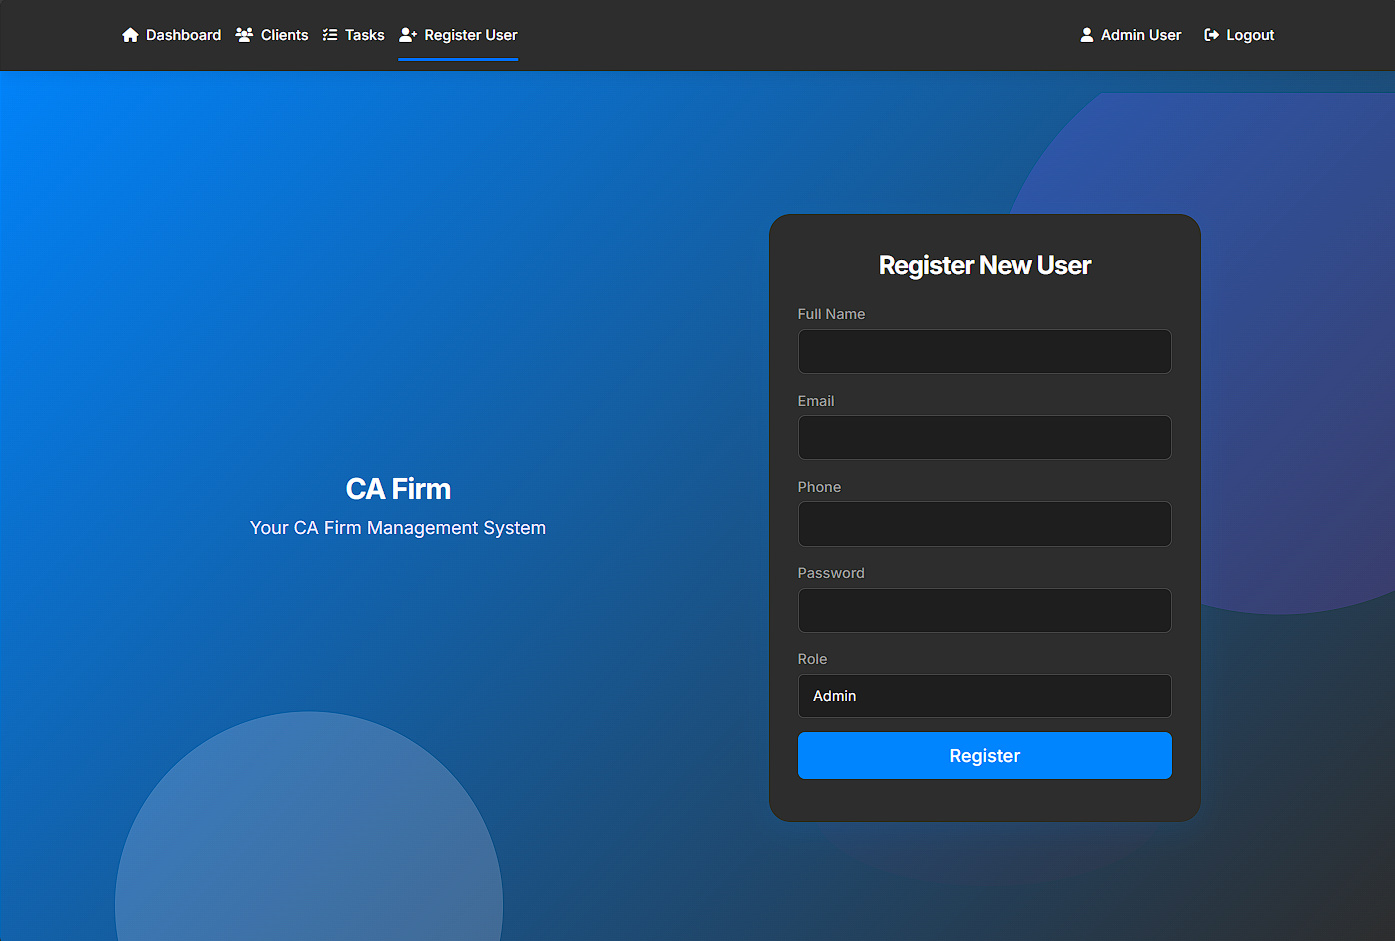 Dashboard Clients Tasks Register User Admin User Logout
CA Firm
Your CA Firm Management System
Register New User
Full Name
Email
Phone
Password
Role
Admin
Register